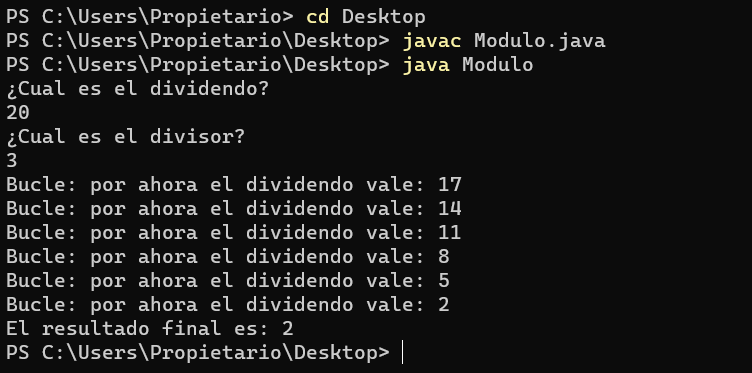 PS C:\Users\Propietario> cd Desktop
PS C:\Users\Propietario\Desktop> javac Modulo.java
PS C:\Users\Propietario\Desktop> java Modulo
¿Cual es el dividendo?
20
¿Cual es el divisor?
3
Bucle: por ahora el dividendo vale: 17
Bucle: por ahora el dividendo vale: 14
Bucle: por ahora el dividendo vale: 11
Bucle: por ahora el dividendo vale: 8
Bucle: por ahora el dividendo vale: 5
Bucle: por ahora el dividendo vale: 2
El resultado final es: 2
PS C:\Users\Propietario\Desktop>